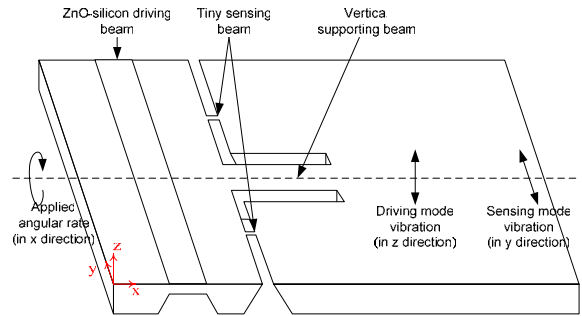 ZnO-silicon driving
beam
Tiny sensing
beam
Vertica
supporting beam
Applied
angular rate
(in x direction)
Driving mode
vibration
(in z direction)
Sensing mode
vibration
(in y direction)
z
y
x